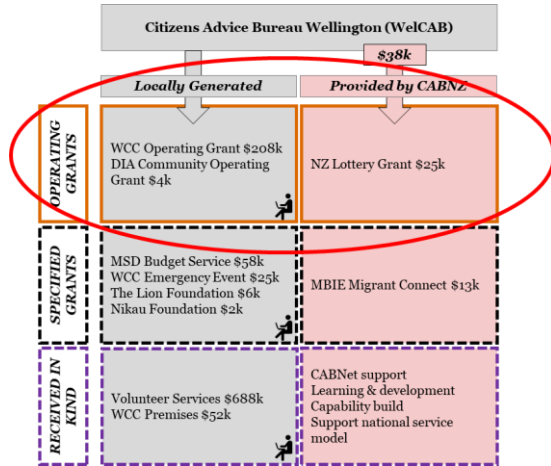 Citizens Advice Bureau Wellington (WelCAB)
$38k
Locally Generated
Provided by CABNZ
OPERATING
GRANTS
WCC Operating Grant $208k
DIA Community Operating
Grant $4k
NZ Lottery Grant $25k
SPECIFIED
GRANTS
MSD Budget Service $58k
WCC Emergency Event $25k
The Lion Foundation $6k
Nikau Foundation $2k
MBIE Migrant Connect $13k
RECEIVED IN
KIND
Volunteer Services $688k
WCC Premises $52k
CABNet support
Learning & development
Capability build
Support national service
model